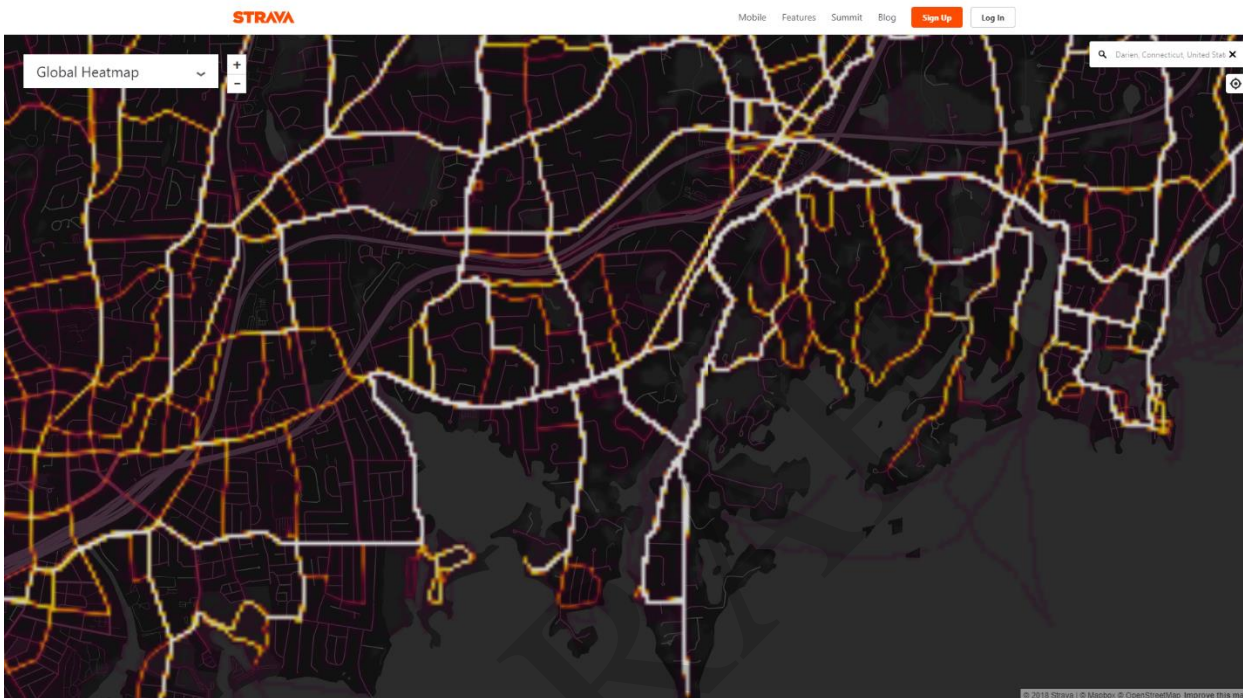 STRAVA
Mobile Features Summit Blog Sign Up Log In
Global Heatmap
+
−
Darien, Connecticut, United Stat
DRAFT
© 2018 Strava | © Mapbox © OpenStreetMap Improve this ma